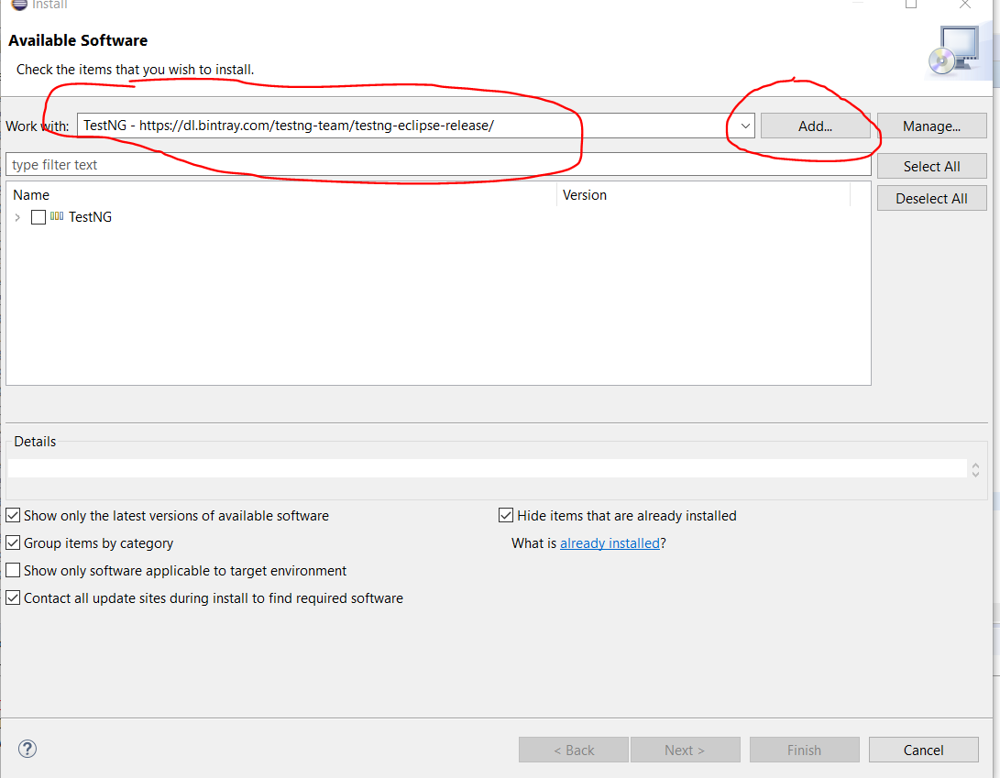 Install
Available Software
Check the items that you wish to install.
Work with: TestNG - https://dl.bintray.com/testng-team/testng-eclipse-release/ Add... Manage...
type filter text
Select All
Name Version
Deselect All
TestNG
Details
Show only the latest versions of available software Hide items that are already installed
Group items by category What is already installed?
Show only software applicable to target environment
Contact all update sites during install to find required software
? < Back Next > Finish Cancel